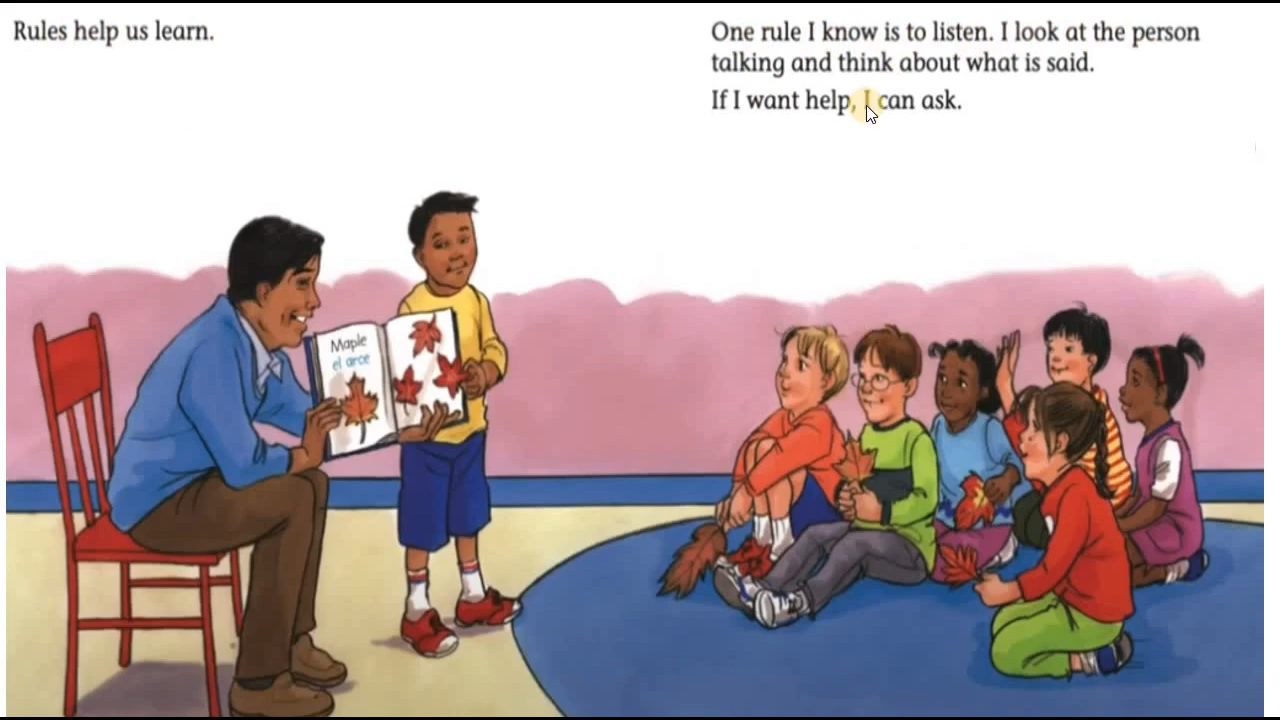 Rules help us learn.
One rule I know is to listen. I look at the person
talking and think about what is said.
If I want help, I can ask.
Maple
el arce